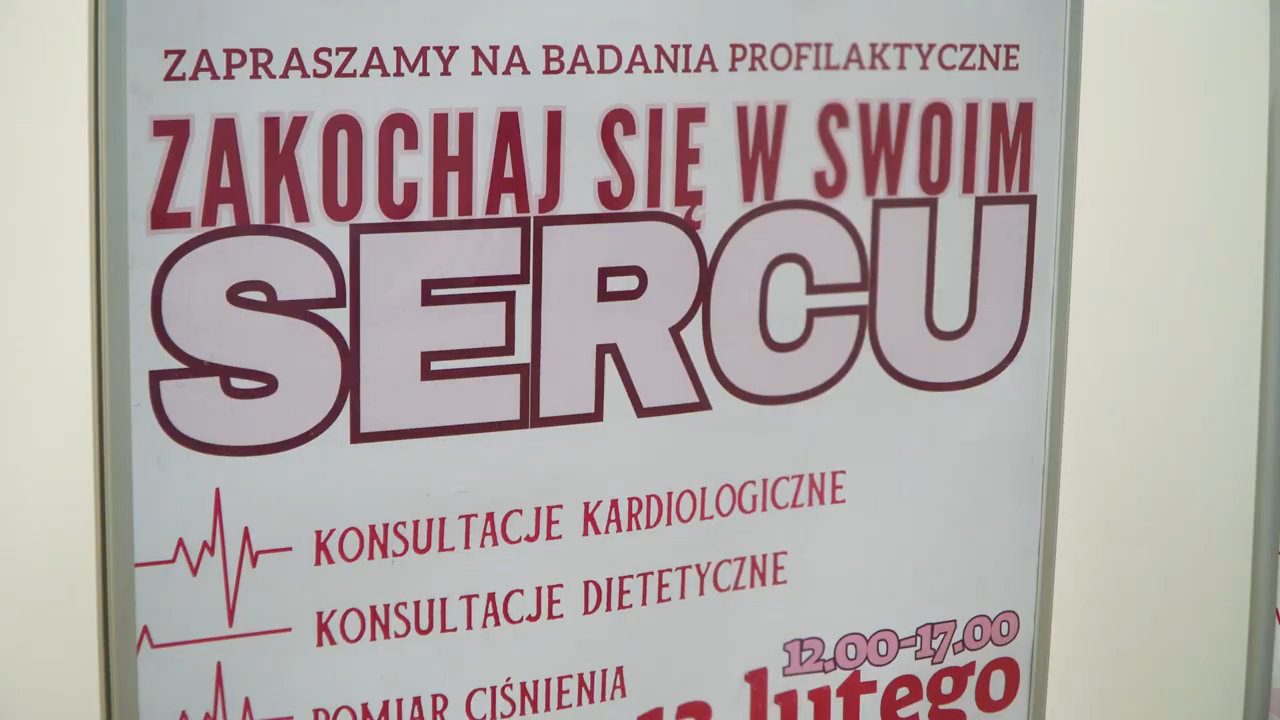 ZAPRASZAMY NA BADANIA PROFILAKTYCZNE
ZAKOCHAJ SIĘ W SWOIM
SERCU
KONSULTACJE KARDIOLOGICZNE
KONSULTACJE DIETETYCZNE
12.00-17.00
POMIAR CIŚNIENIA
lutego